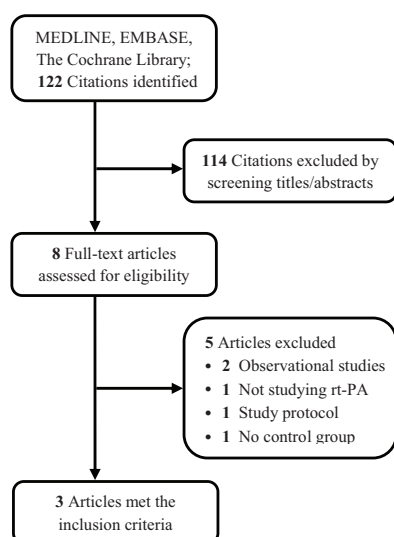 MEDLINE, EMBASE,
The Cochrane Library;
122 Citations identified
114 Citations excluded by
screening titles/abstracts
8 Full-text articles
assessed for eligibility
5 Articles excluded
• 2 Observational studies
• 1 Not studying rt-PA
• 1 Study protocol
• 1 No control group
3 Articles met the
inclusion criteria